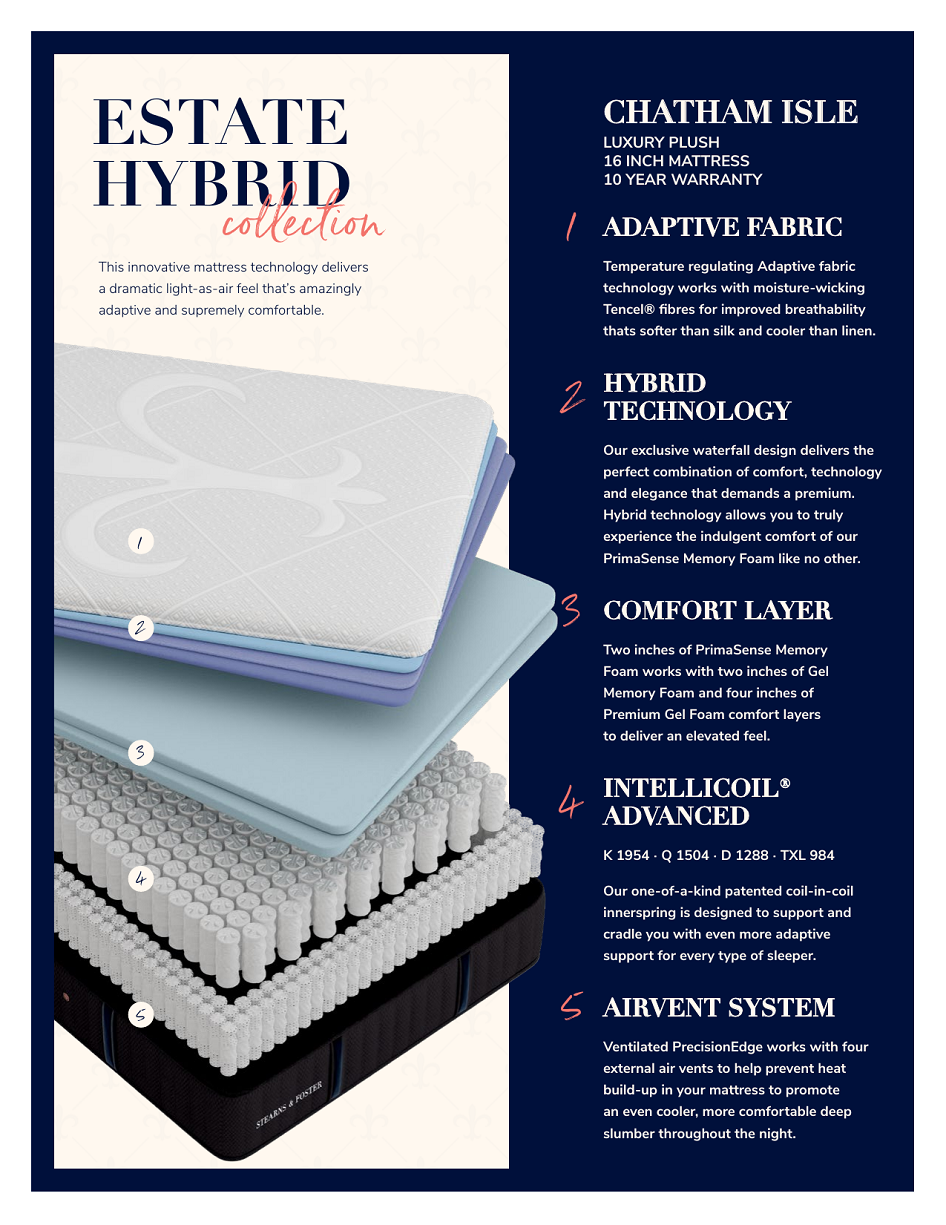 ESTATE
HYBRID
collection
This innovative mattress technology delivers
a dramatic light-as-air feel that's amazingly
adaptive and supremely comfortable.
1
2
3
4
5
STEARNS & FOSTER
CHATHAM ISLE
LUXURY PLUSH
16 INCH MATTRESS
10 YEAR WARRANTY
1 ADAPTIVE FABRIC
Temperature regulating Adaptive fabric
technology works with moisture-wicking
Tencel® fibres for improved breathability
thats softer than silk and cooler than linen.
2 HYBRID
TECHNOLOGY
Our exclusive waterfall design delivers the
perfect combination of comfort, technology
and elegance that demands a premium.
Hybrid technology allows you to truly
experience the indulgent comfort of our
PrimaSense Memory Foam like no other.
3 COMFORT LAYER
Two inches of PrimaSense Memory
Foam works with two inches of Gel
Memory Foam and four inches of
Premium Gel Foam comfort layers
to deliver an elevated feel.
4 INTELLICOIL®
ADVANCED
K 1954 · Q 1504 · D 1288 · TXL 984
Our one-of-a-kind patented coil-in-coil
innerspring is designed to support and
cradle you with even more adaptive
support for every type of sleeper.
5 AIRVENT SYSTEM
Ventilated PrecisionEdge works with four
external air vents to help prevent heat
build-up in your mattress to promote
an even cooler, more comfortable deep
slumber throughout the night.